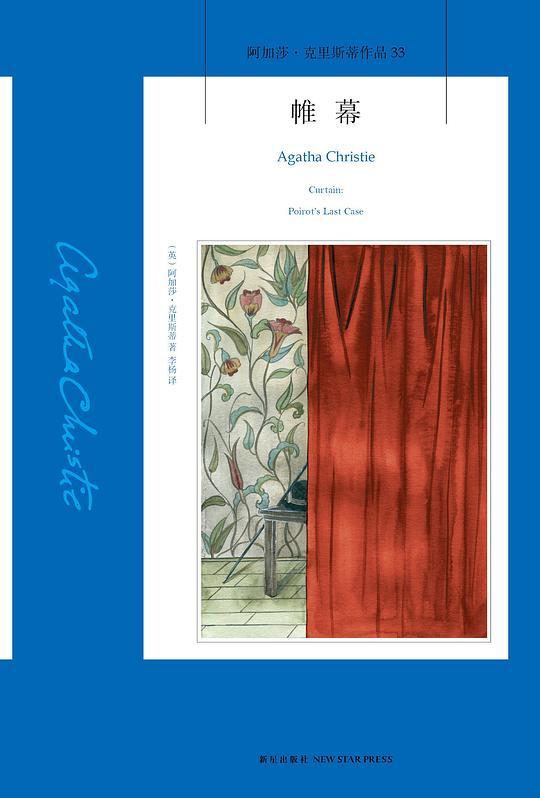 阿加莎·克里斯蒂作品 33
帷 幕
Agatha Christie
Curtain:
Poirot's Last Case
（英）阿加莎·克里斯蒂 著 李杨 译
Agatha Christie
新星出版社 NEW STAR PRESS